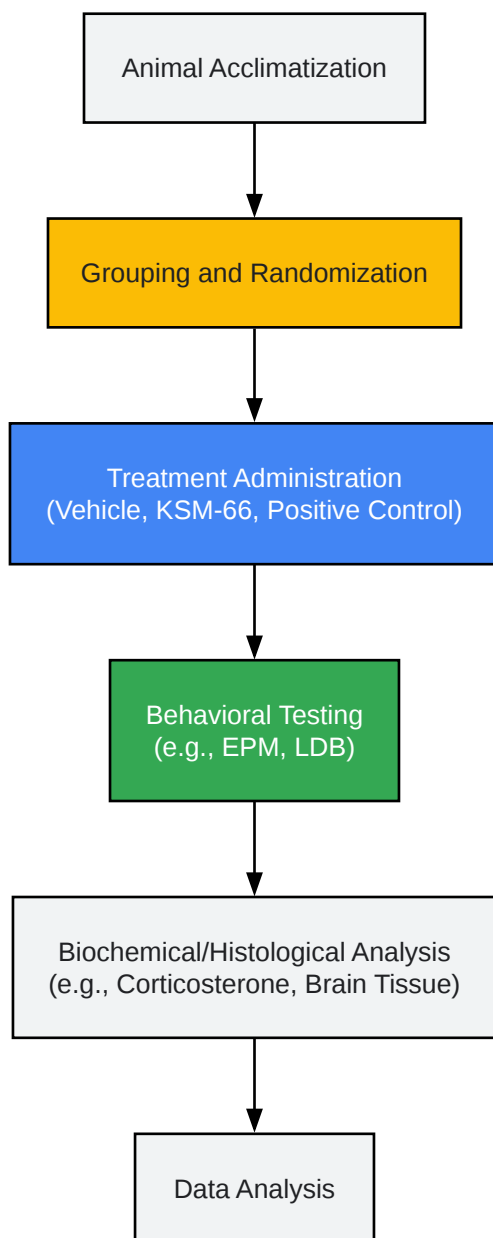 Animal Acclimatization
Grouping and Randomization
Treatment Administration
(Vehicle, KSM-66, Positive Control)
Behavioral Testing
(e.g., EPM, LDB)
Biochemical/Histological Analysis
(e.g., Corticosterone, Brain Tissue)
Data Analysis